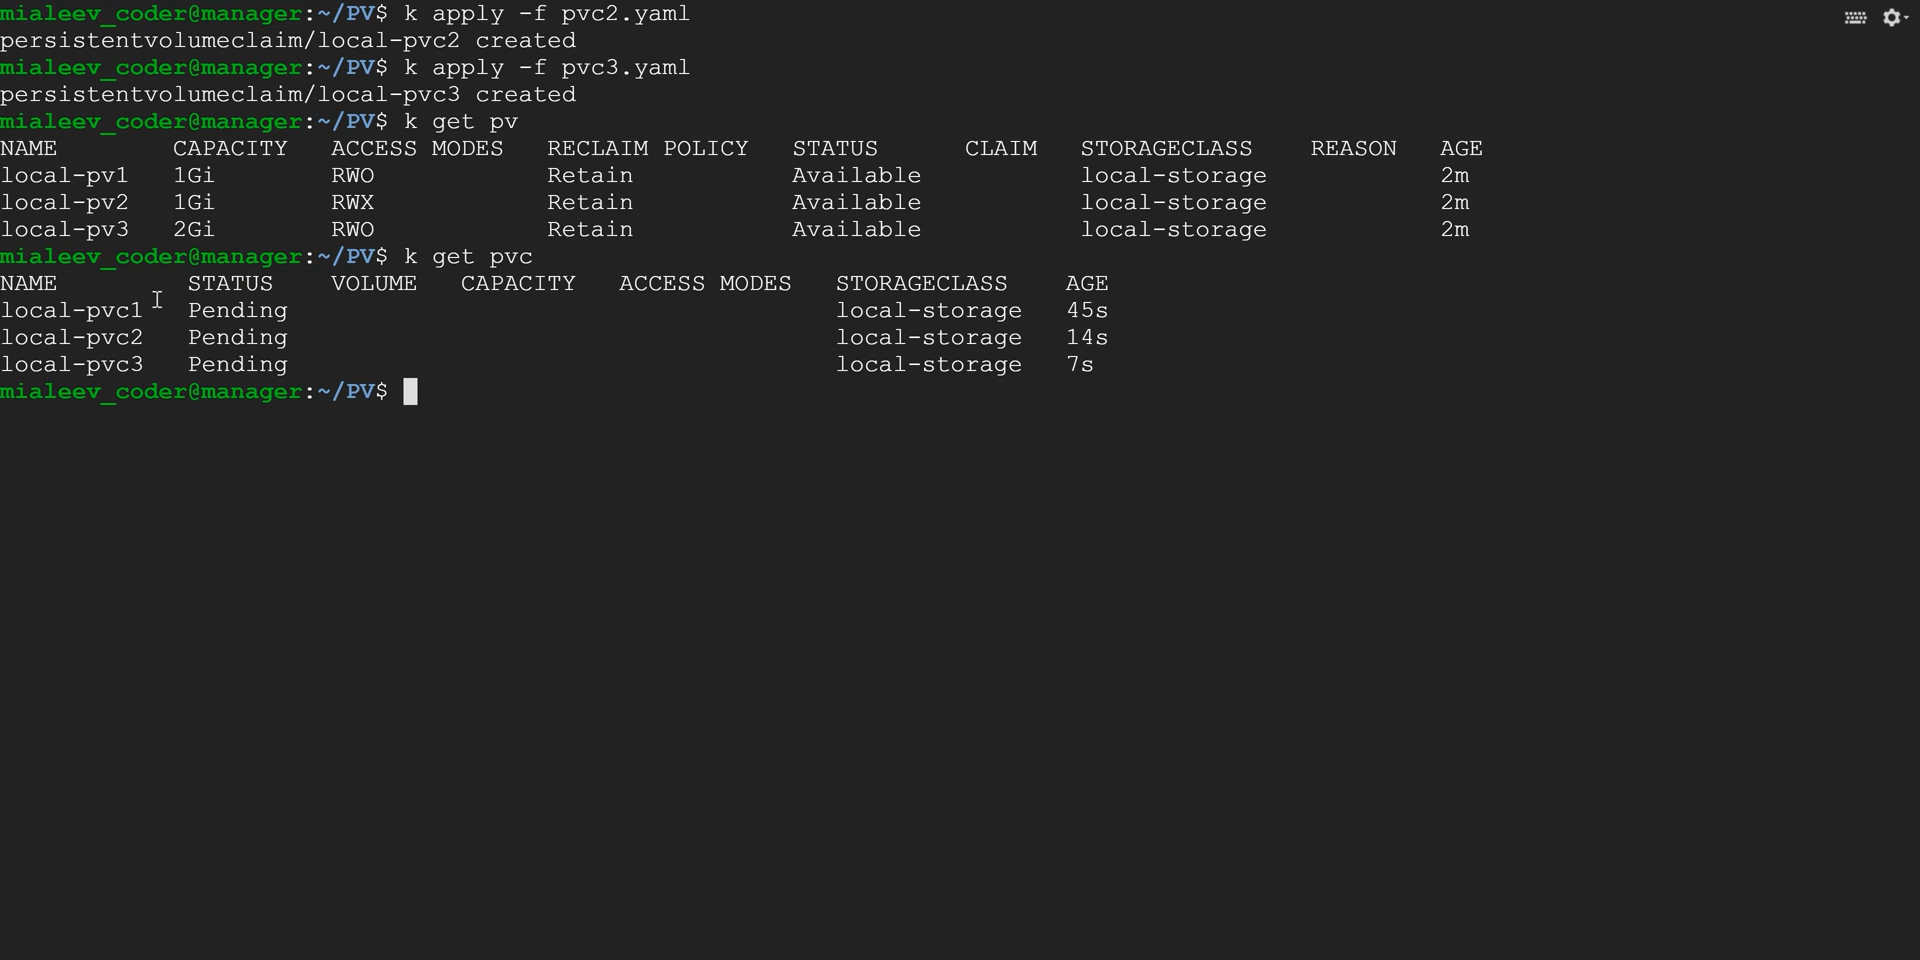 mialeev_coder@manager:~/PV$ k apply -f pvc2.yaml
persistentvolumeclaim/local-pvc2 created
mialeev_coder@manager:~/PV$ k apply -f pvc3.yaml
persistentvolumeclaim/local-pvc3 created
mialeev_coder@manager:~/PV$ k get pv
NAME        CAPACITY   ACCESS MODES   RECLAIM POLICY   STATUS      CLAIM   STORAGECLASS    REASON   AGE
local-pv1   1Gi        RWO            Retain           Available           local-storage            2m
local-pv2   1Gi        RWX            Retain           Available           local-storage            2m
local-pv3   2Gi        RWO            Retain           Available           local-storage            2m
mialeev_coder@manager:~/PV$ k get pvc
NAME         STATUS    VOLUME   CAPACITY   ACCESS MODES   STORAGECLASS    AGE
local-pvc1   Pending                                      local-storage   45s
local-pvc2   Pending                                      local-storage   14s
local-pvc3   Pending                                      local-storage   7s
mialeev_coder@manager:~/PV$